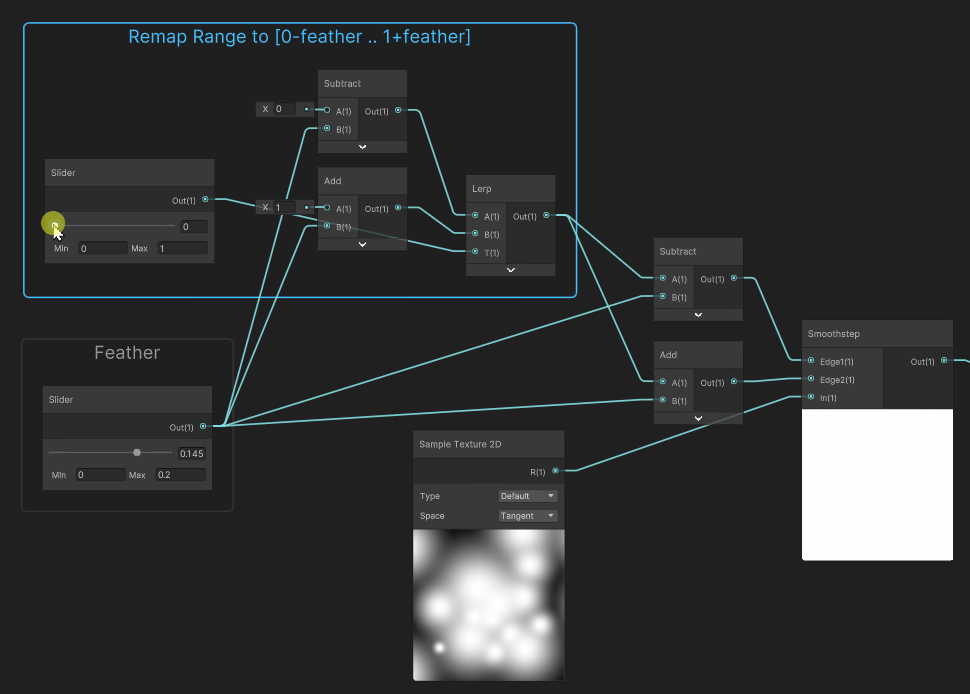 Remap Range to [0-feather .. 1+feather]
Subtract
X 0
A(1) Out(1)
B(1)
Slider
Out(1)
0
Min 0 Max 1
Add
X 1
A(1) Out(1)
B(1)
Lerp
A(1) Out(1)
B(1)
T(1)
Feather
Slider
Out(1)
0.145
Min 0 Max 0.2
Subtract
A(1) Out(1)
B(1)
Add
A(1) Out(1)
B(1)
Smoothstep
Edge1(1) Out(1)
Edge2(1)
In(1)
Sample Texture 2D
R(1)
Type Default
Space Tangent